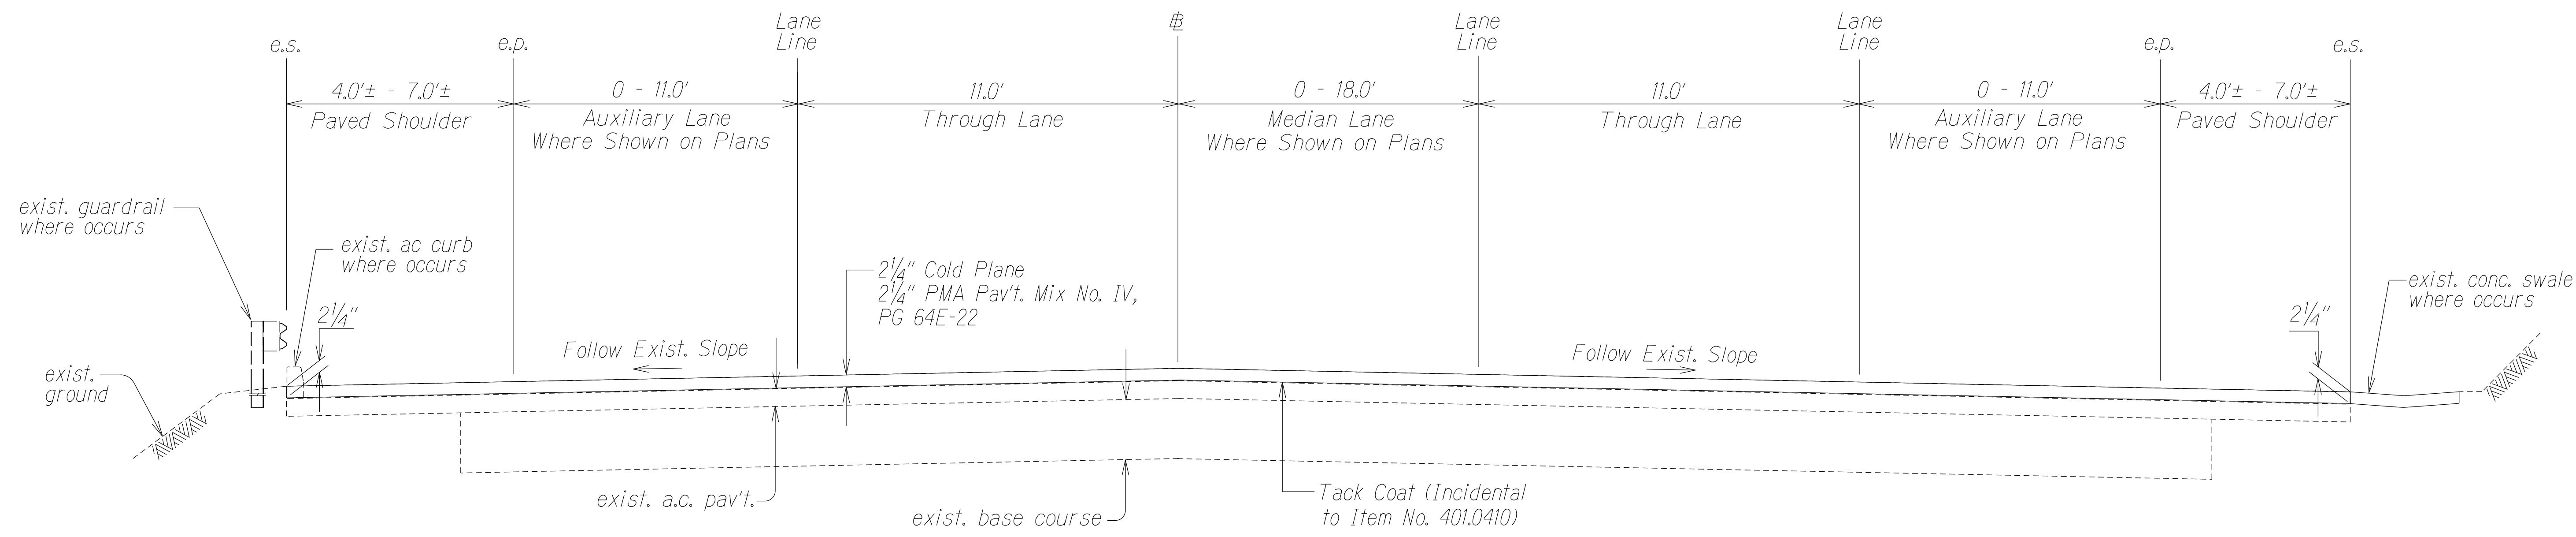 e.s.
e.p.
Lane
Line
℄
Lane
Line
Lane
Line
e.p.
e.s.
4.0'± - 7.0'±
Paved Shoulder
0 - 11.0'
Auxiliary Lane
Where Shown on Plans
11.0'
Through Lane
0 - 18.0'
Median Lane
Where Shown on Plans
11.0'
Through Lane
0 - 11.0'
Auxiliary Lane
Where Shown on Plans
4.0'± - 7.0'±
Paved Shoulder
exist. guardrail
where occurs
exist. ac curb
where occurs
2¼"
2¼" Cold Plane
2¼" PMA Pav't. Mix No. IV,
PG 64E-22
exist. conc. swale
where occurs
2¼"
Follow Exist. Slope
Follow Exist. Slope
exist.
ground
exist. a.c. pav't.
exist. base course
Tack Coat (Incidental
to Item No. 401.0410)